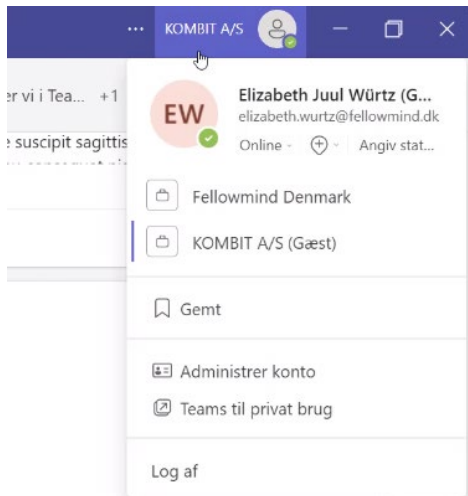 KOMBIT A/S
er vi i Tea... +1
EW
Elizabeth Juul Würtz (G...
elizabeth.wurtz@fellowmind.dk
Online
Angiv stat...
suscipit sagittis
Fellowmind Denmark
KOMBIT A/S (Gæst)
Gemt
Administrer konto
Teams til privat brug
Log af